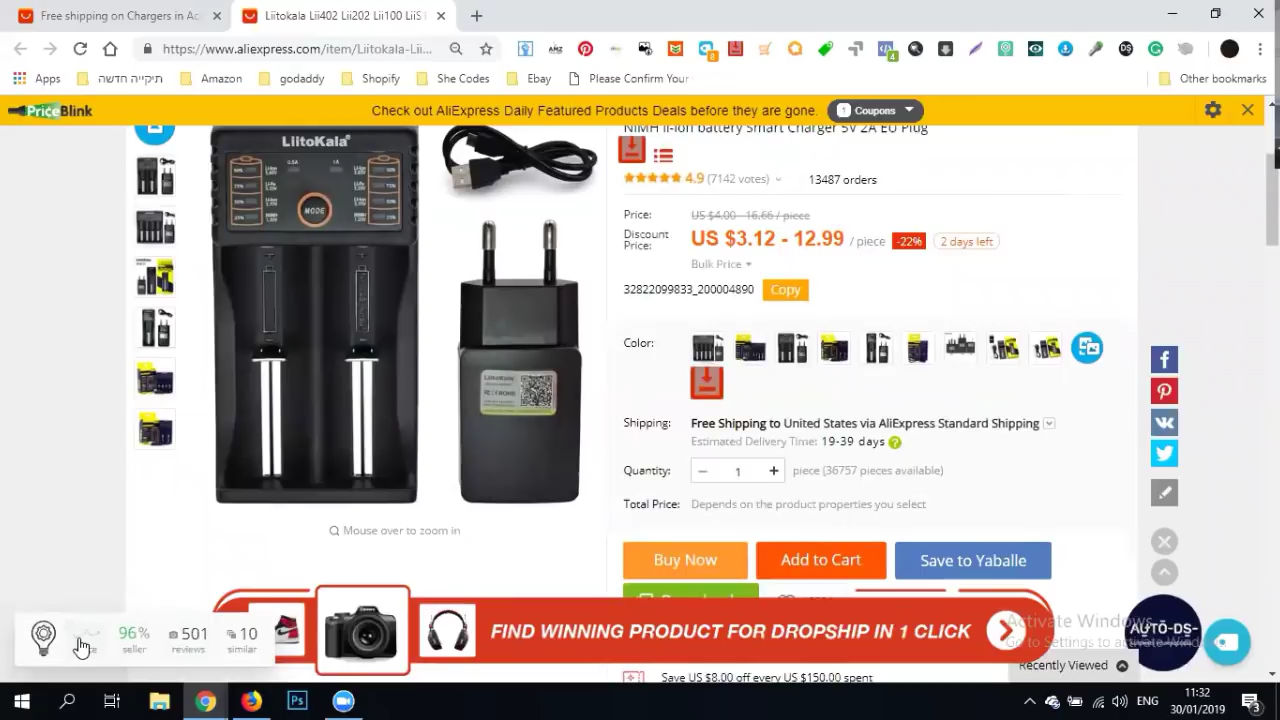 Free shipping on Chargers in Ac
Liitokala Lii402 Lii202 Lii100 LiiS1
https://www.aliexpress.com/item/Liitokala-Lii...
Apps
תיקייה חדשה
Amazon
godaddy
Shopify
She Codes
Ebay
Please Confirm Your
Other bookmarks
PriceBlink
Check out AliExpress Daily Featured Products Deals before they are gone.
1 Coupons
NiMH li-ion battery Smart Charger 5V 2A EU Plug
LiitoKala
MODE
4.9 (7142 votes)
13487 orders
Price:
US $4.00 - 16.66 / piece
Discount Price:
US $3.12 - 12.99 / piece
-22%
2 days left
Bulk Price
32822099833_200004890
Copy
Color:
Shipping:
Free Shipping to United States via AliExpress Standard Shipping
Estimated Delivery Time: 19-39 days
Quantity:
1
piece (36757 pieces available)
Total Price:
Depends on the product properties you select
Mouse over to zoom in
Buy Now
Add to Cart
Save to Yaballe
96%
seller
501
reviews
10
similar
FIND WINNING PRODUCT FOR DROPSHIP IN 1 CLICK
Activate Windows
Go to Settings to activate Windows
AUTO-DS-
Recently Viewed
Save US $8.00 off every US $150.00 spent
ENG
11:32
30/01/2019